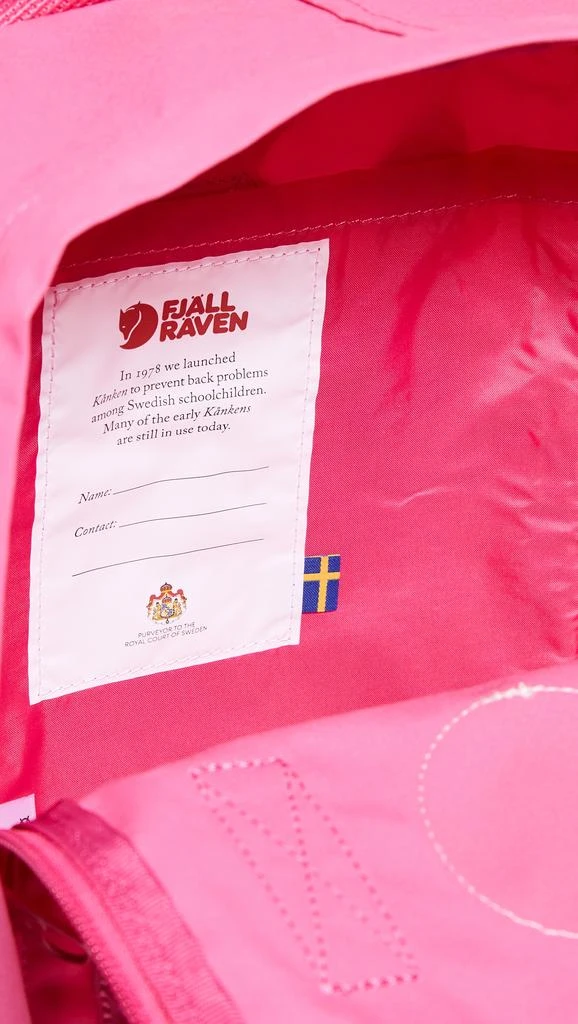 FJÄLL
RÄVEN
In 1978 we launched
Kånken to prevent back problems
among Swedish schoolchildren.
Many of the early Kånkens
are still in use today.
Name:
Contact:
PURVEYOR TO THE
ROYAL COURT OF SWEDEN